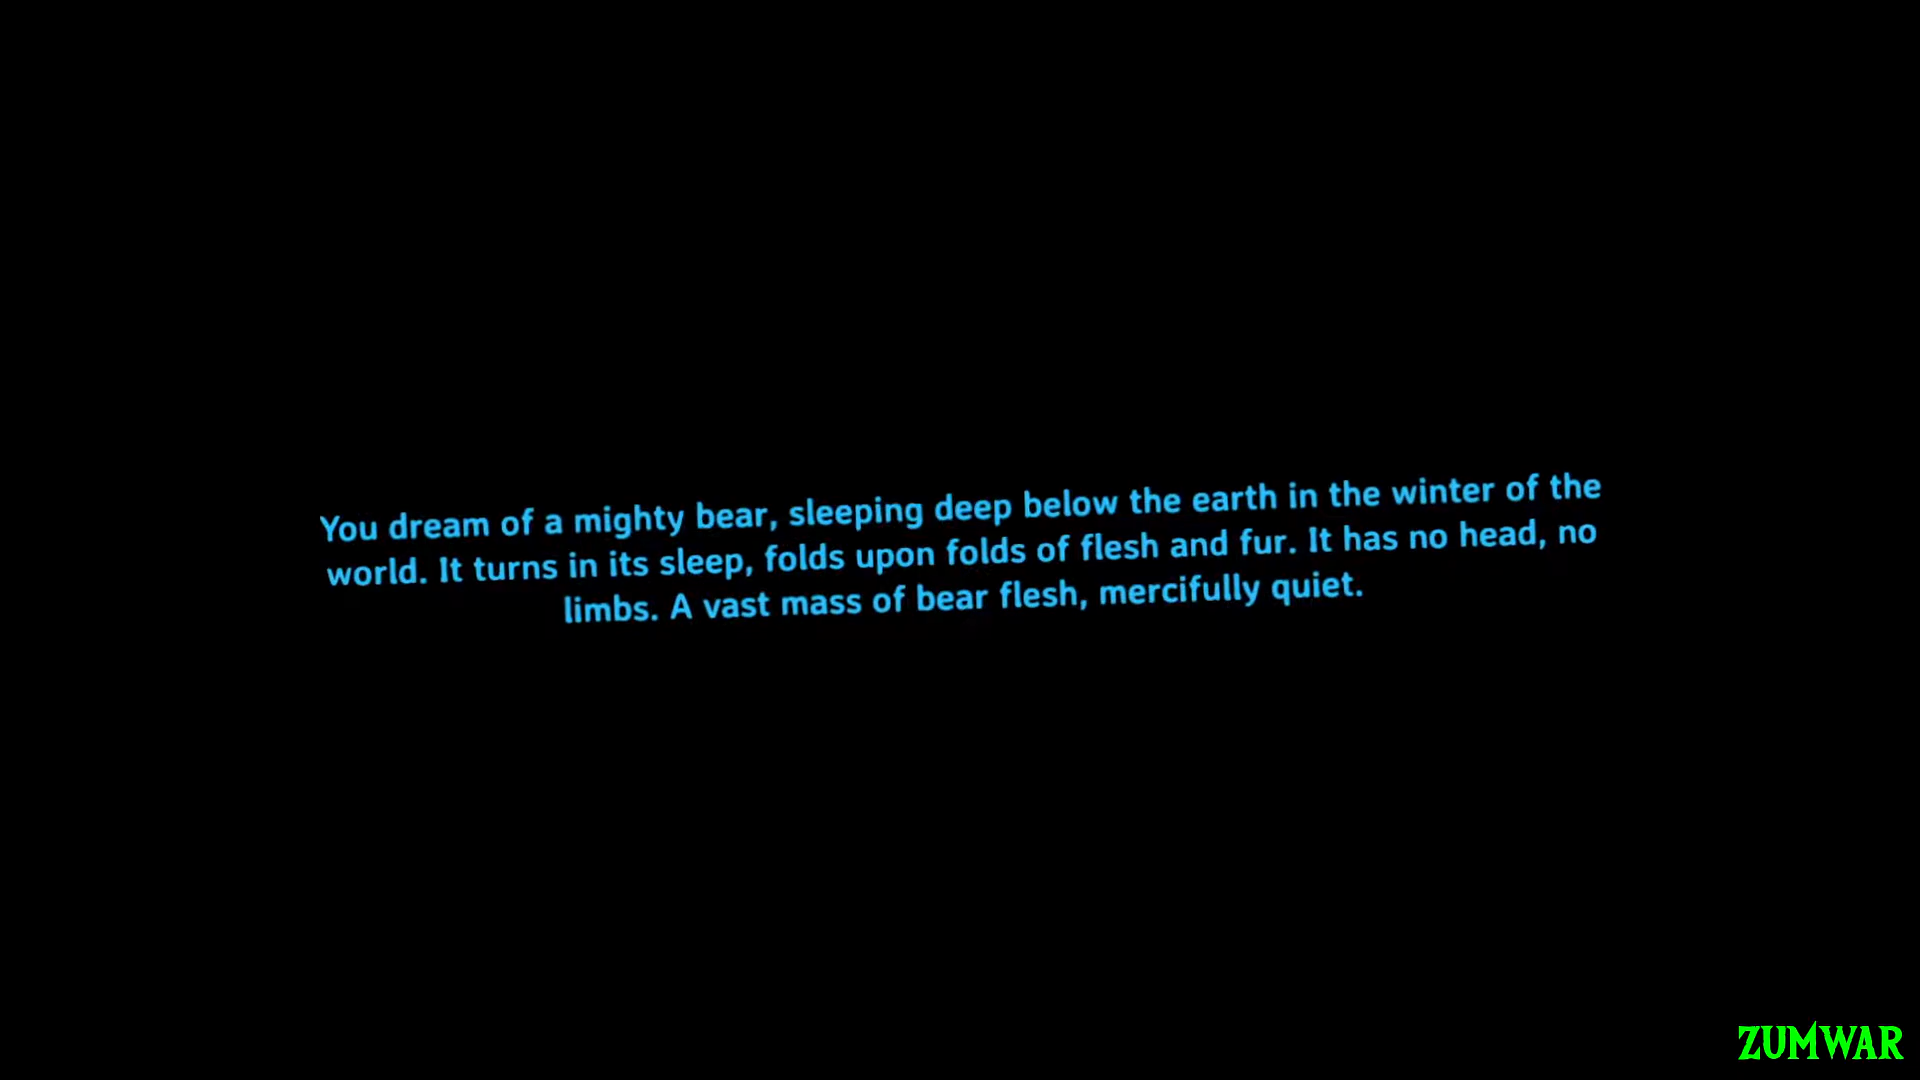 You dream of a mighty bear, sleeping deep below the earth in the winter of the
world. It turns in its sleep, folds upon folds of flesh and fur. It has no head, no
limbs. A vast mass of bear flesh, mercifully quiet.
ZUMWAR